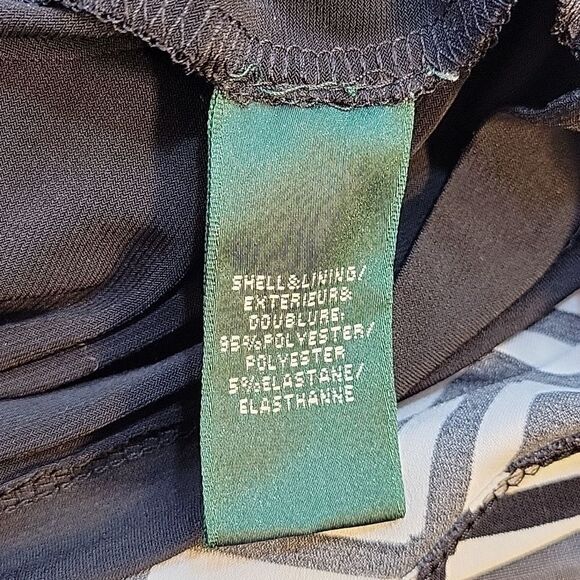 SHELL&LINING/
EXTERIEUR&
DOUBLURE:
95%POLYESTER/
POLYESTER
5%ELASTANE/
ELASTHANNE